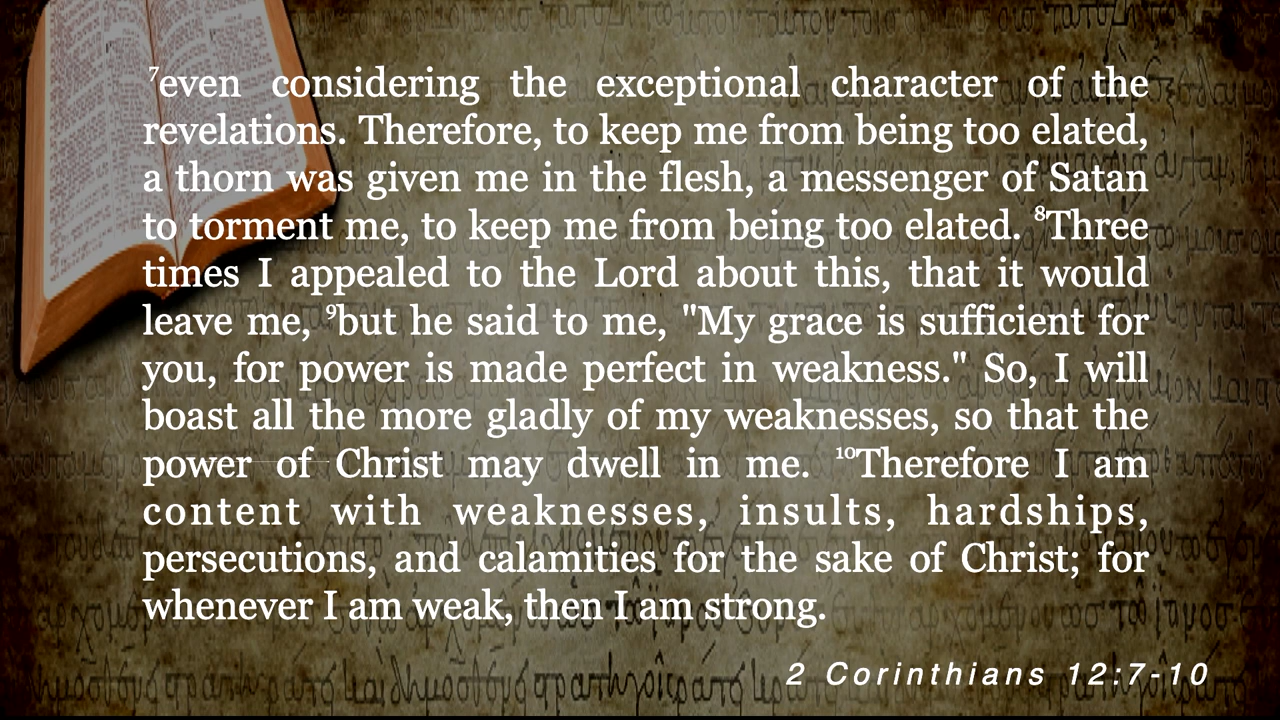 ⁷even considering the exceptional character of the
revelations. Therefore, to keep me from being too elated,
a thorn was given me in the flesh, a messenger of Satan
to torment me, to keep me from being too elated. ⁸Three
times I appealed to the Lord about this, that it would
leave me, ⁹but he said to me, "My grace is sufficient for
you, for power is made perfect in weakness." So, I will
boast all the more gladly of my weaknesses, so that the
power of Christ may dwell in me. ¹⁰Therefore I am
content with weaknesses, insults, hardships,
persecutions, and calamities for the sake of Christ; for
whenever I am weak, then I am strong.
2 Corinthians 12:7-10